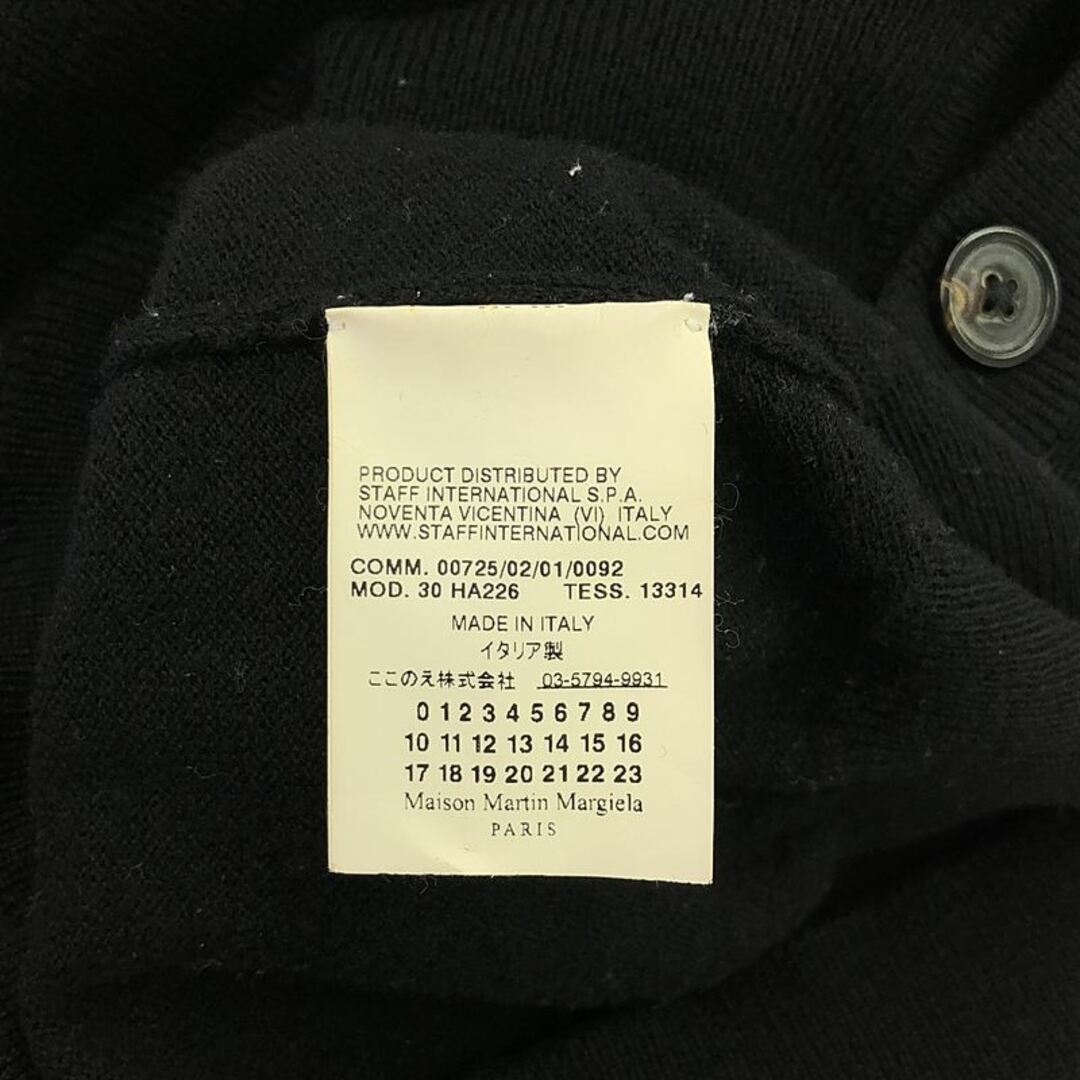 PRODUCT DISTRIBUTED BY
STAFF INTERNATIONAL S.P.A.
NOVENTA VICENTINA (VI) ITALY
WWW.STAFFINTERNATIONAL.COM
COMM. 00725/02/01/0092
MOD. 30 HA226 TESS. 13314
MADE IN ITALY
イタリア製
ここのえ株式会社 03-5794-9931
0 1 2 3 4 5 6 7 8 9
10 11 12 13 14 15 16
17 18 19 20 21 22 23
Maison Martin Margiela
PARIS